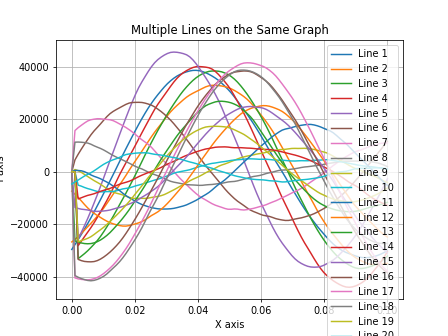 Multiple Lines on the Same Graph
40000
20000
0
−20000
−40000
0.00
0.02
0.04
0.06
X axis
Line 1
Line 2
Line 3
Line 4
Line 5
Line 6
Line 7
Line 8
Line 9
Line 10
Line 11
Line 12
Line 13
Line 14
Line 15
Line 16
Line 17
Line 18
Line 19
Line 20